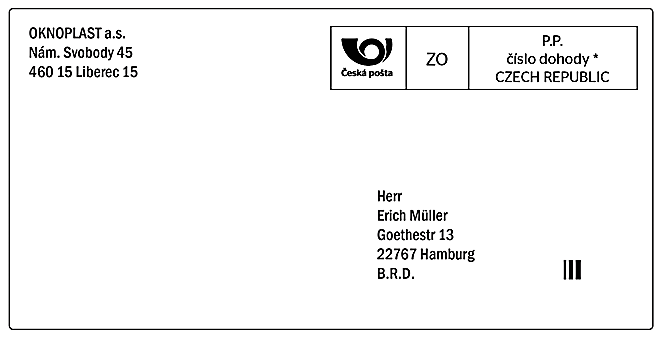 OKNOPLAST a.s.
Nám. Svobody 45
460 15 Liberec 15
Česká pošta
ZO
P.P.
číslo dohody *
CZECH REPUBLIC
Herr
Erich Müller
Goethestr 13
22767 Hamburg
B.R.D.